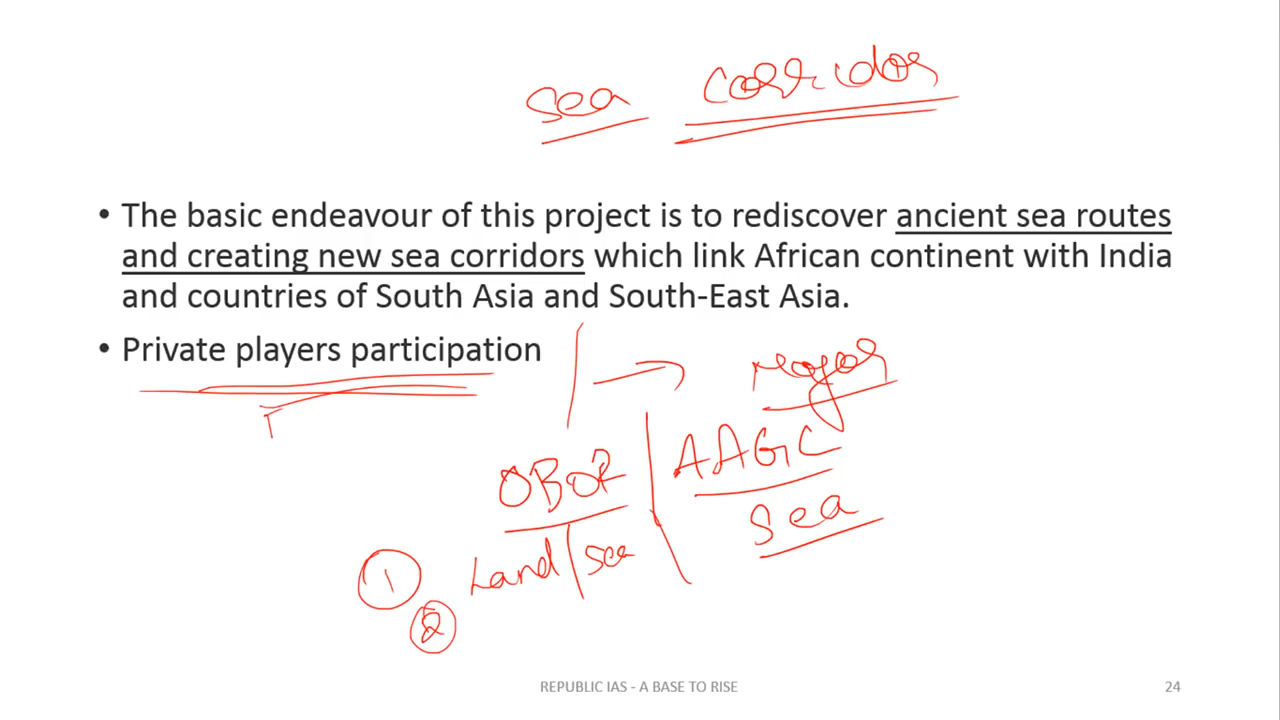 sea corridor
• The basic endeavour of this project is to rediscover ancient sea routes
and creating new sea corridors which link African continent with India
and countries of South Asia and South-East Asia.
• Private players participation
Major
OBOR | AAGC
Land / sea
Sea
1
2
REPUBLIC IAS - A BASE TO RISE
24